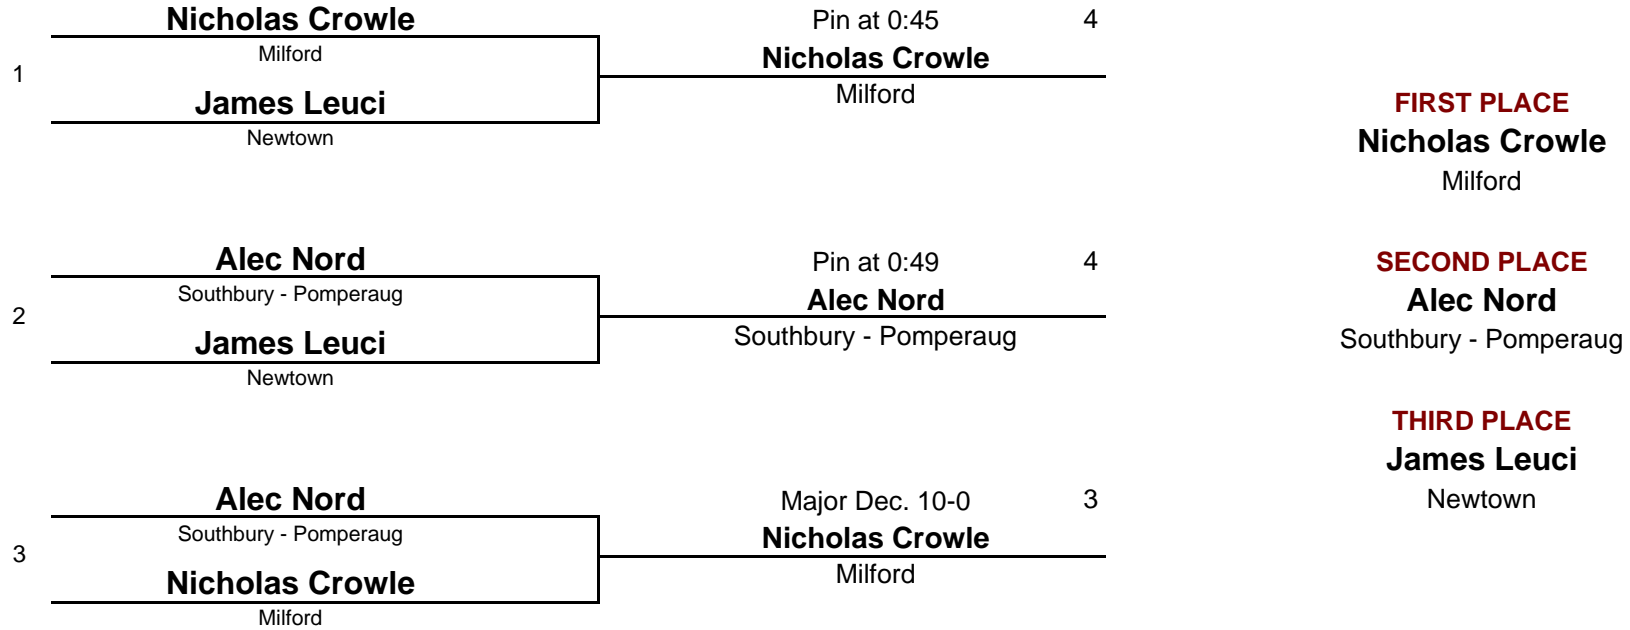 Nicholas Crowle
Milford
1
James Leuci
Newtown
Pin at 0:45 4
Nicholas Crowle
Milford
Alec Nord
Southbury - Pomperaug
2
James Leuci
Newtown
Pin at 0:49 4
Alec Nord
Southbury - Pomperaug
Alec Nord
Southbury - Pomperaug
3
Nicholas Crowle
Milford
Major Dec. 10-0 3
Nicholas Crowle
Milford
FIRST PLACE
Nicholas Crowle
Milford
SECOND PLACE
Alec Nord
Southbury - Pomperaug
THIRD PLACE
James Leuci
Newtown